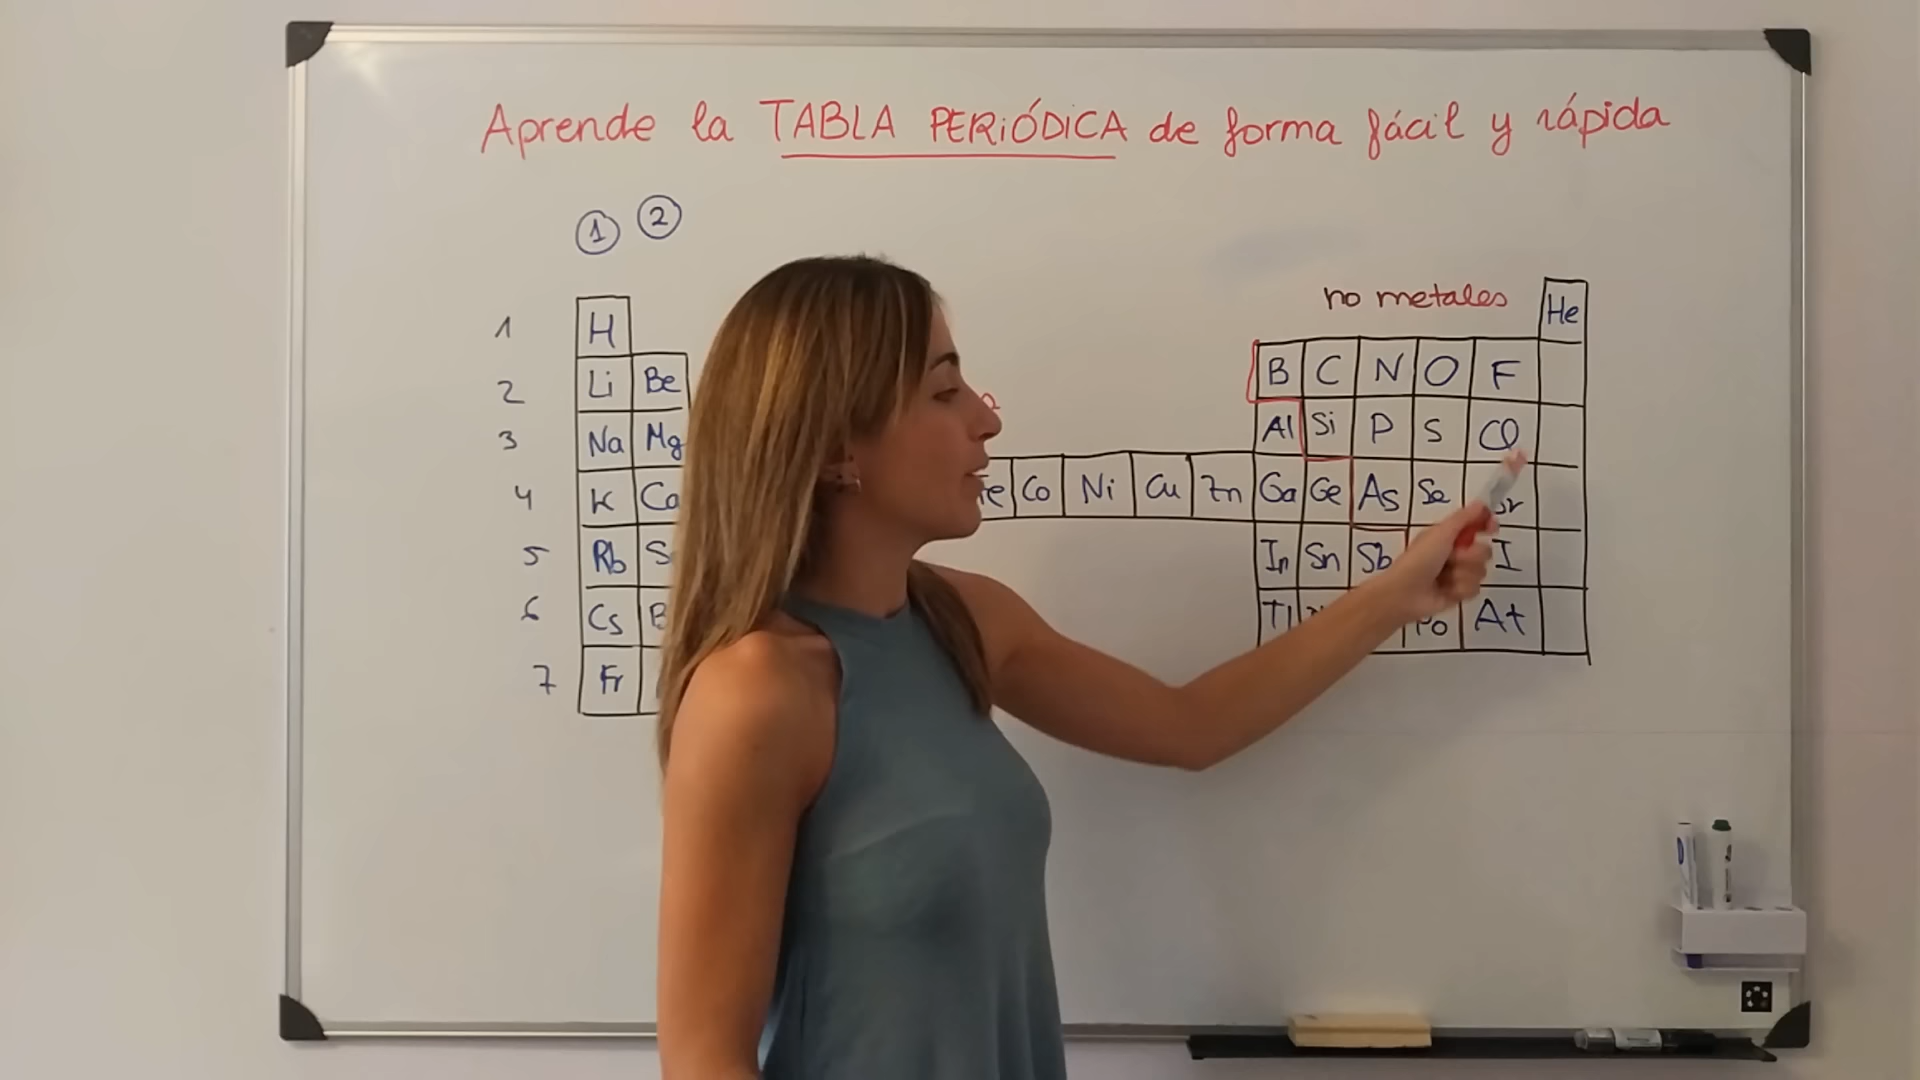 Aprende la TABLA PERIÓDICA de forma fácil y rápida
1 2
no metales
1 H He
2 Li Be B C N O F
3 Na Mg Al Si P S Cl
4 K Ca Co Ni Cu Zn Ga Ge As Se
5 Rb In Sn Sb I
6 Cs Tl Po At
7 Fr